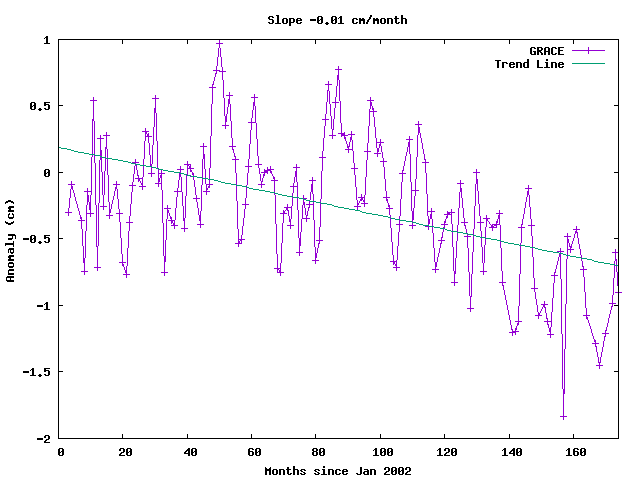 Slope -0.01 cm/month
GRACE
Trend Line
1
0.5
0
-0.5
-1
-1.5
-2
Anomaly (cm)
0 20 40 60 80 100 120 140 160
Months since Jan 2002